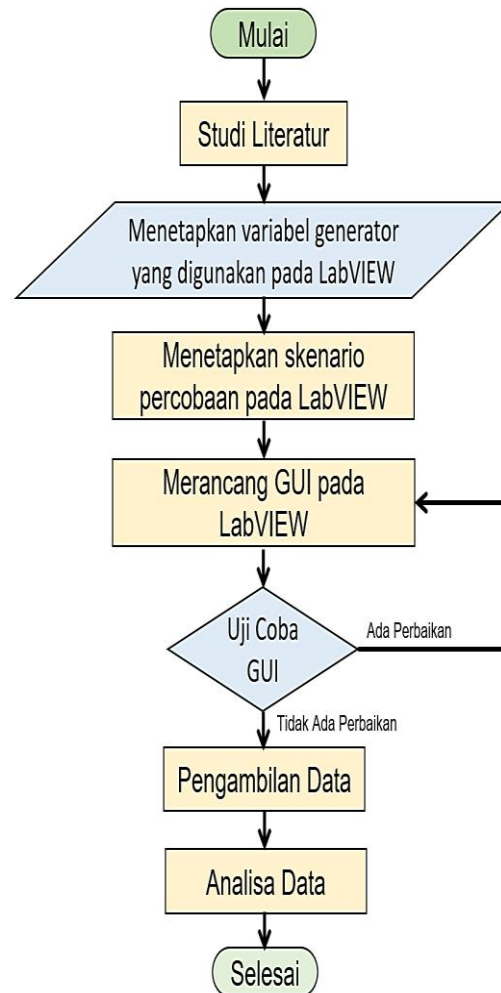 Mulai
Studi Literatur
Menetapkan variabel generator
yang digunakan pada LabVIEW
Menetapkan skenario
percobaan pada LabVIEW
Merancang GUI pada
LabVIEW
Uji Coba
GUI
Ada Perbaikan
Tidak Ada Perbaikan
Pengambilan Data
Analisa Data
Selesai